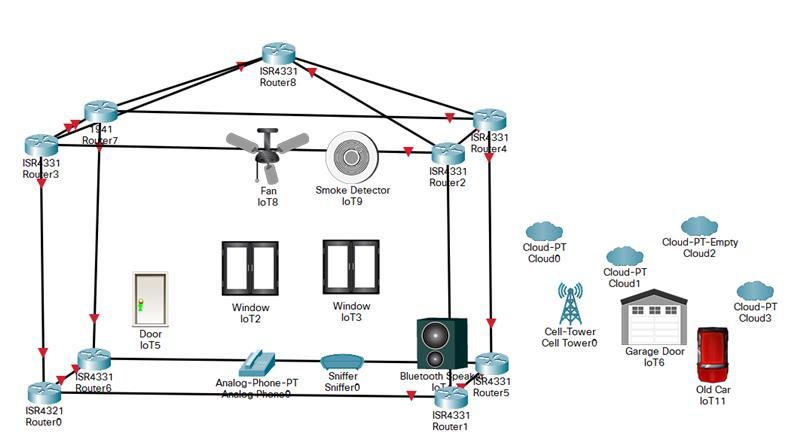 ISR4331
Router8
1941
Router7
ISR4331
Router4
ISR4331
Router3
ISR4331
Router2
Fan
IoT8
Smoke Detector
IoT9
Cloud-PT
Cloud0
Cloud-PT-Empty
Cloud2
Cloud-PT
Cloud1
Cloud-PT
Cloud3
Window
IoT2
Window
IoT3
Door
IoT5
Cell-Tower
Cell Tower0
Garage Door
IoT6
Old Car
IoT11
ISR4331
Router6
Analog-Phone-PT
Analog Phone0
Sniffer
Sniffer0
Bluetooth Speaker
ISR4331
Router5
ISR4321
Router0
ISR4331
Router1